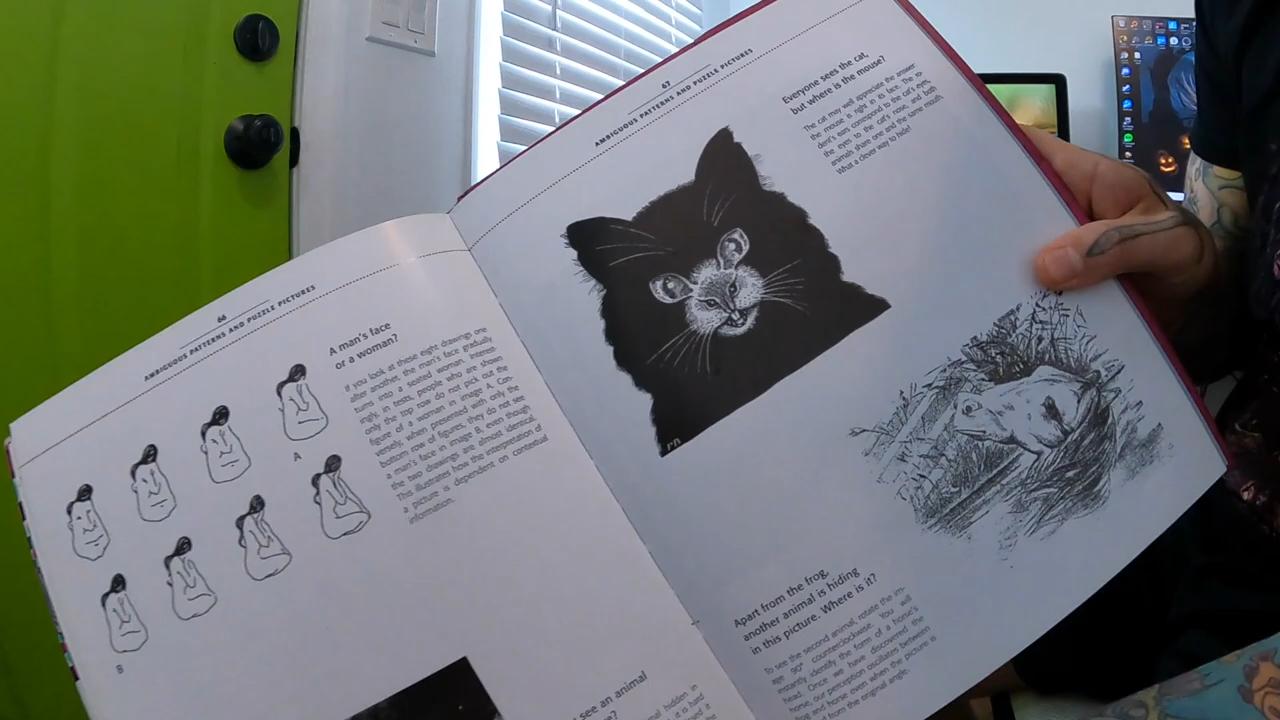 66
AMBIGUOUS PATTERNS AND PUZZLE PICTURES
A man's face
or a woman?
If you look at these eight drawings one
after another, the man's face gradually
turns into a seated woman. Interest-
ingly, in tests, people who are shown
only the top row do not pick out the
figure of a woman in image A. Con-
versely, when presented with only the
bottom row of figures, they do not see
a man's face in image B, even though
the two drawings are almost identical.
This illustrates how the interpretation of
a picture is dependent on contextual
information.
A
B
see an animal
hidden in
it is hard
67
AMBIGUOUS PATTERNS AND PUZZLE PICTURES
Everyone sees the cat,
but where is the mouse?
The cat may well appreciate the answer
the mouse is right in its face. The ro-
dent's ears correspond to the cat's eyes,
the eyes to the cat's nose, and both
animals share one and the same mouth.
What a clever way to hide!
Apart from the frog,
another animal is hiding
in this picture. Where is it?
To see the second animal, rotate the im-
age 90° counterclockwise. You will
instantly identify the form of a horse's
head. Once we have discovered the
horse, our perception oscillates between
frog and horse even when the picture is
from the original angle.